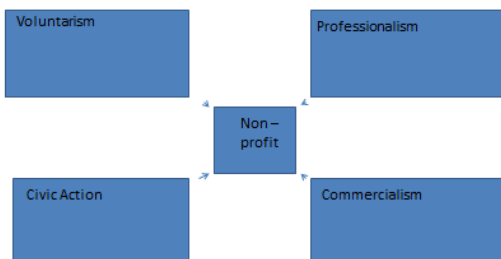 Voluntarism
Professionalism
Non –
profit
Civic Action
Commercialism